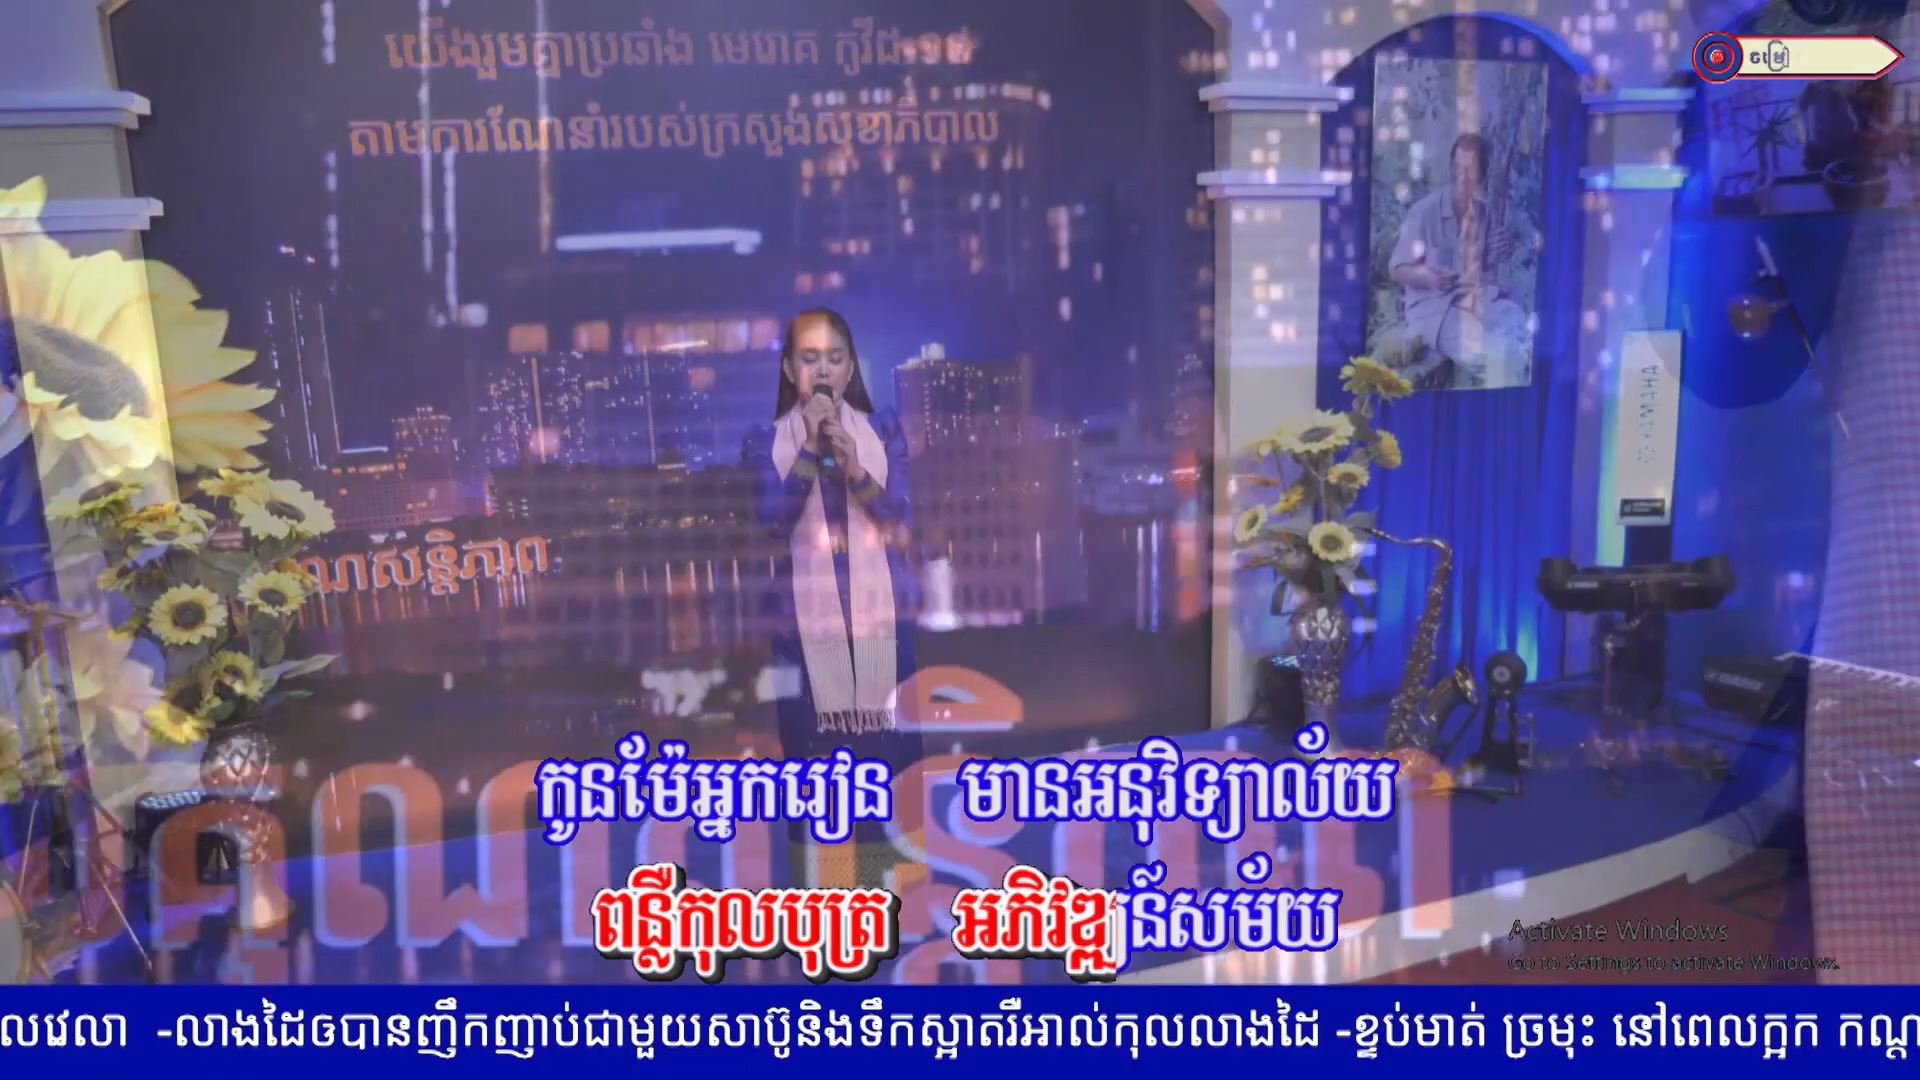 យើងរួមគ្នាប្រឆាំង មេរោគ កូវីដ-១៩
ចម្រៀ
តាមការណែនាំរបស់ក្រសួងសុខាភិបាល
ណសន្តិភាព
កូនម៉ែអ្នករៀន មានអនុវិទ្យាល័យ
ពន្លឺកុលបុត្រ អភិវឌ្ឍន៍សម័យ
Activate Windows
Go to Settings to activate Windows.
លវេលា -លាងដៃឲបានញឹកញាប់ជាមួយសាប៊ូនិងទឹកស្អាតរឺអាល់កុលលាងដៃ -ខ្ទប់មាត់ ច្រមុះ នៅពេលក្អក កណ្ត